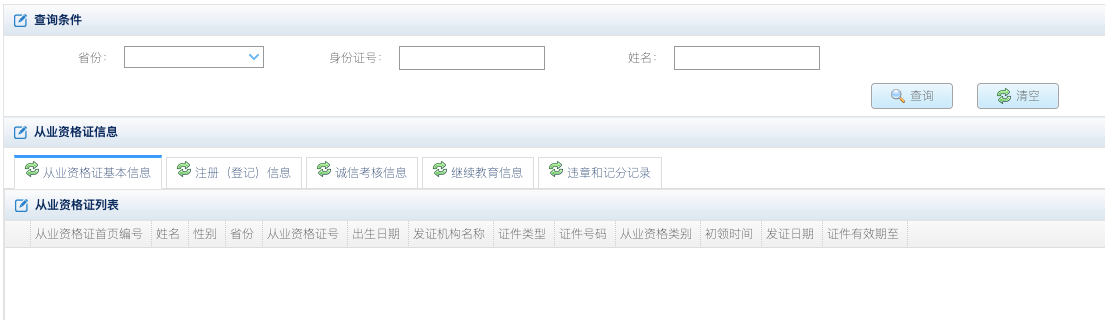 查询条件
省份： 身份证号： 姓名：
查询 清空
从业资格证信息
从业资格证基本信息 注册（登记）信息 诚信考核信息 继续教育信息 违章和记分记录
从业资格证列表
从业资格证首页编号 姓名 性别 省份 从业资格证号 出生日期 发证机构名称 证件类型 证件号码 从业资格类别 初领时间 发证日期 证件有效期至